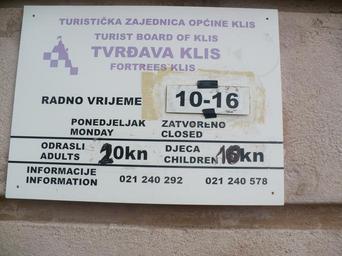 TURISTIČKA ZAJEDNICA OPĆINE KLIS
TURIST BOARD OF KLIS
TVRĐAVA KLIS
FORTREES KLIS
RADNO VRIJEME 10-16
PONEDJELJAK ZATVORENO
MONDAY CLOSED
ODRASLI 20kn DJECA
ADULTS CHILDREN kn
INFORMACIJE
INFORMATION 021 240 292 021 240 578